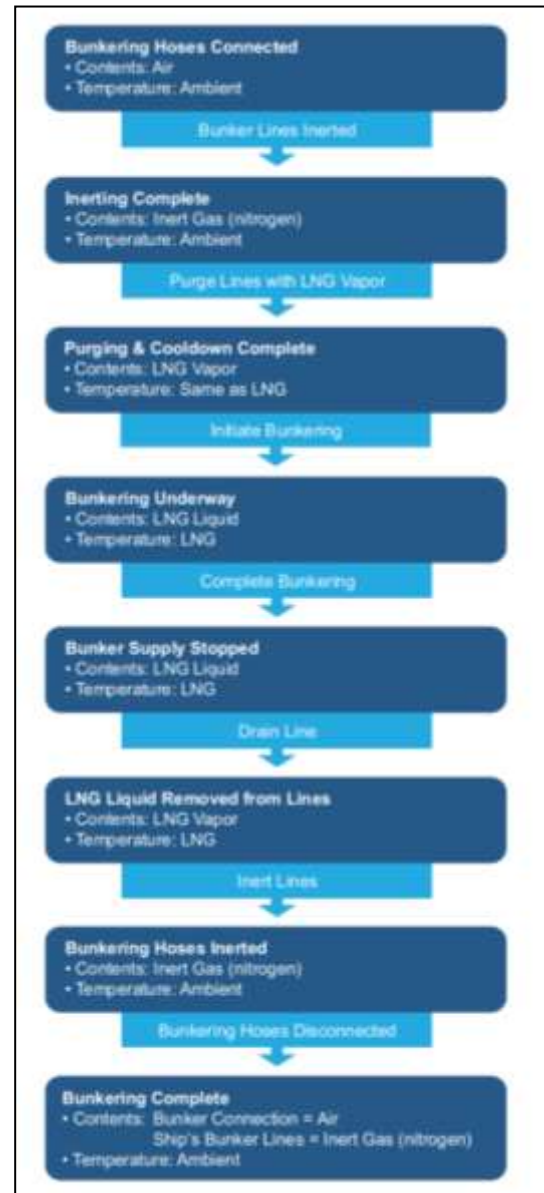 Bunkering Hoses Connected
• Contents: Air
• Temperature: Ambient
Bunker Lines Inerted
Inerting Complete
• Contents: Inert Gas (nitrogen)
• Temperature: Ambient
Purge Lines with LNG Vapor
Purging & Cooldown Complete
• Contents: LNG Vapor
• Temperature: Same as LNG
Initiate Bunkering
Bunkering Underway
• Contents: LNG Liquid
• Temperature: LNG
Complete Bunkering
Bunker Supply Stopped
• Contents: LNG Liquid
• Temperature: LNG
Drain Line
LNG Liquid Removed from Lines
• Contents: LNG Vapor
• Temperature: LNG
Inert Lines
Bunkering Hoses Inerted
• Contents: Inert Gas (nitrogen)
• Temperature: Ambient
Bunkering Hoses Disconnected
Bunkering Complete
• Contents: Bunker Connection = Air
Ship's Bunker Lines = Inert Gas (nitrogen)
• Temperature: Ambient